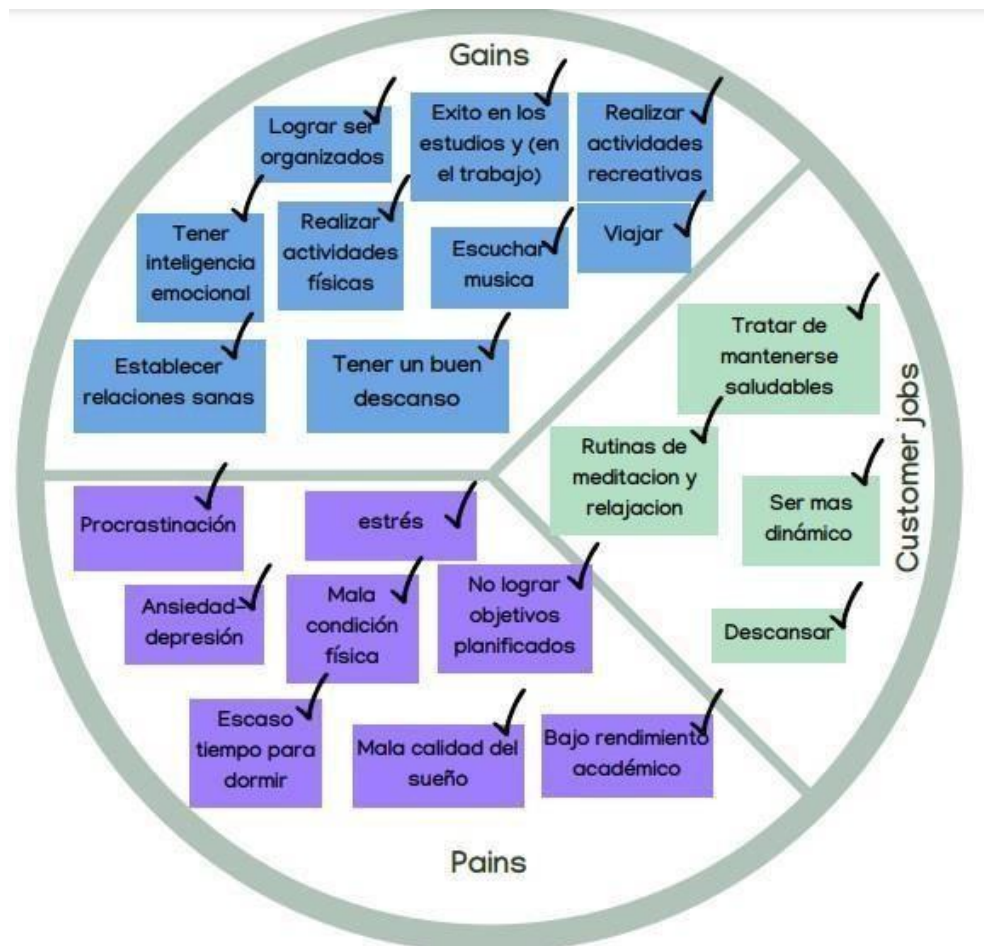 Gains
Lograr ser
organizados
Exito en los
estudios y (en
el trabajo)
Realizar
actividades
recreativas
Tener
inteligencia
emocional
Realizar
actividades
físicas
Escuchar
musica
Viajar
Establecer
relaciones sanas
Tener un buen
descanso
Tratar de
mantenerse
saludables
Rutinas de
meditacion y
relajacion
Ser mas
dinámico
Descansar
Customer jobs
Procrastinación
estrés
Ansiedad-
depresión
Mala
condición
física
No lograr
objetivos
planificados
Escaso
tiempo para
dormir
Mala calidad del
sueño
Bajo rendimiento
académico
Pains